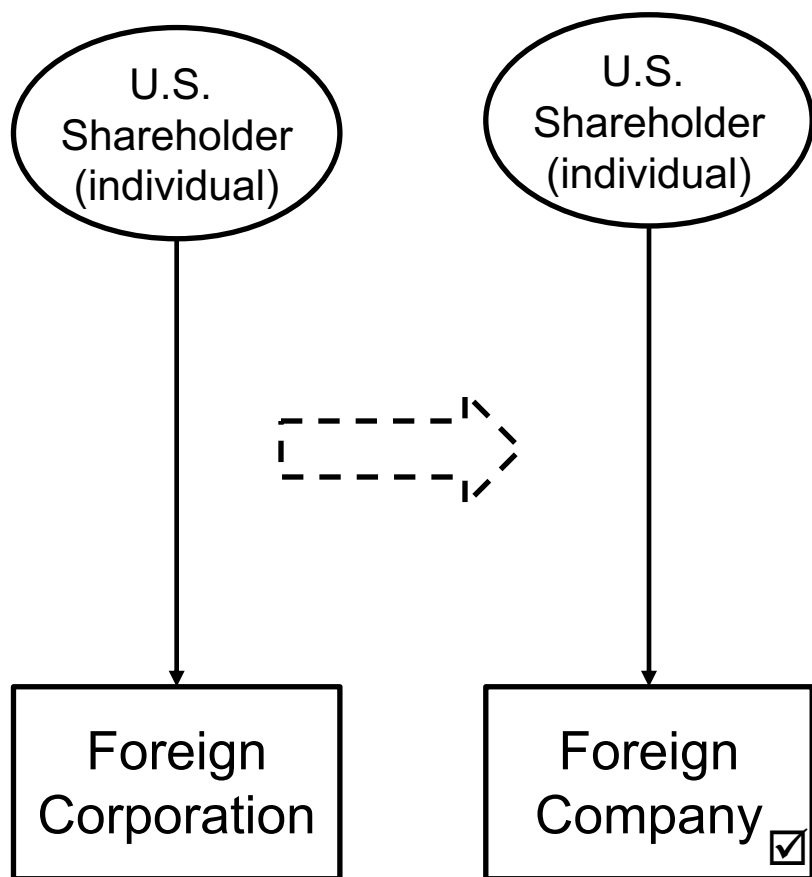 U.S.
Shareholder
(individual)
U.S.
Shareholder
(individual)
Foreign
Corporation
Foreign
Company